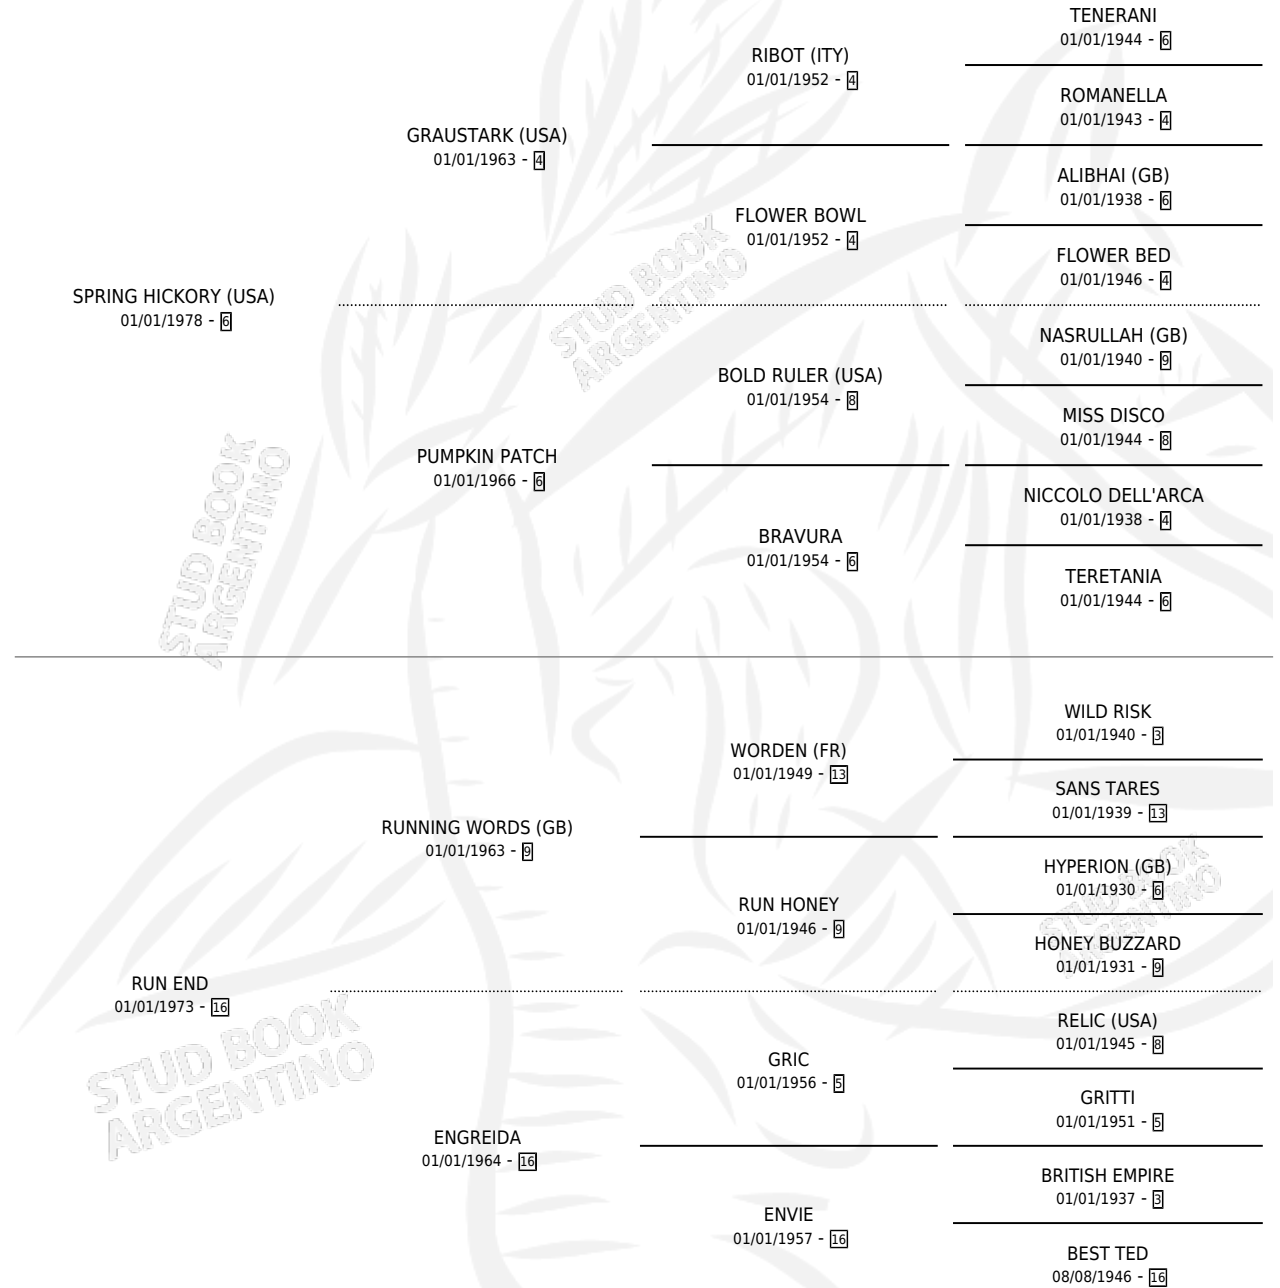 TENERANI
01/01/1944 - 6
RIBOT (ITY)
01/01/1952 - 4
ROMANELLA
01/01/1943 - 4
GRAUSTARK (USA)
01/01/1963 - 4
ALIBHAI (GB)
01/01/1938 - 6
FLOWER BOWL
01/01/1952 - 4
FLOWER BED
01/01/1946 - 4
SPRING HICKORY (USA)
01/01/1978 - 6
STUD BOOK
ARGENTINO
NASRULLAH (GB)
01/01/1940 - 9
BOLD RULER (USA)
01/01/1954 - 8
MISS DISCO
01/01/1944 - 8
PUMPKIN PATCH
01/01/1966 - 6
NICCOLO DELL'ARCA
01/01/1938 - 4
BRAVURA
01/01/1954 - 6
TERETANIA
01/01/1944 - 6
STUD BOOK
ARGENTINO
WILD RISK
01/01/1940 - 3
WORDEN (FR)
01/01/1949 - 13
SANS TARES
01/01/1939 - 13
RUNNING WORDS (GB)
01/01/1963 - 9
HYPERION (GB)
01/01/1930 - 6
STUD BOOK
ARGENTINO
RUN HONEY
01/01/1946 - 9
HONEY BUZZARD
01/01/1931 - 9
RUN END
01/01/1973 - 16
RELIC (USA)
01/01/1945 - 8
GRIC
01/01/1956 - 5
GRITTI
01/01/1951 - 5
STUD BOOK
ARGENTINO
ENGREIDA
01/01/1964 - 16
BRITISH EMPIRE
01/01/1937 - 3
ENVIE
01/01/1957 - 16
BEST TED
08/08/1946 - 16